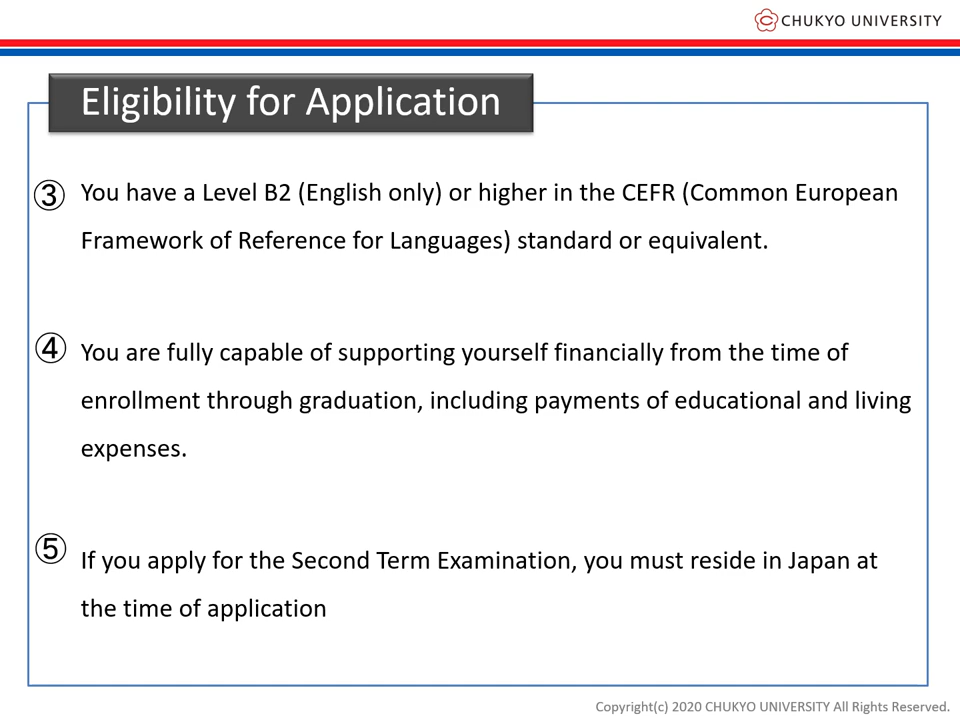 CHUKYO UNIVERSITY
Eligibility for Application
③ You have a Level B2 (English only) or higher in the CEFR (Common European
Framework of Reference for Languages) standard or equivalent.
④ You are fully capable of supporting yourself financially from the time of
enrollment through graduation, including payments of educational and living
expenses.
⑤ If you apply for the Second Term Examination, you must reside in Japan at
the time of application
Copyright(c) 2020 CHUKYO UNIVERSITY All Rights Reserved.